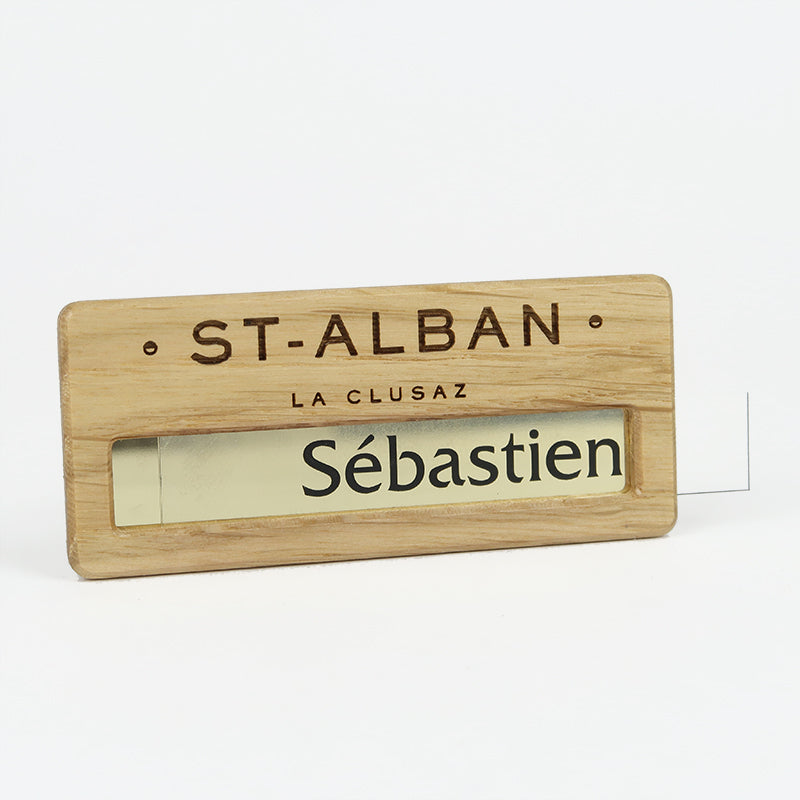 • ST-ALBAN •
LA CLUSAZ
Sébastien